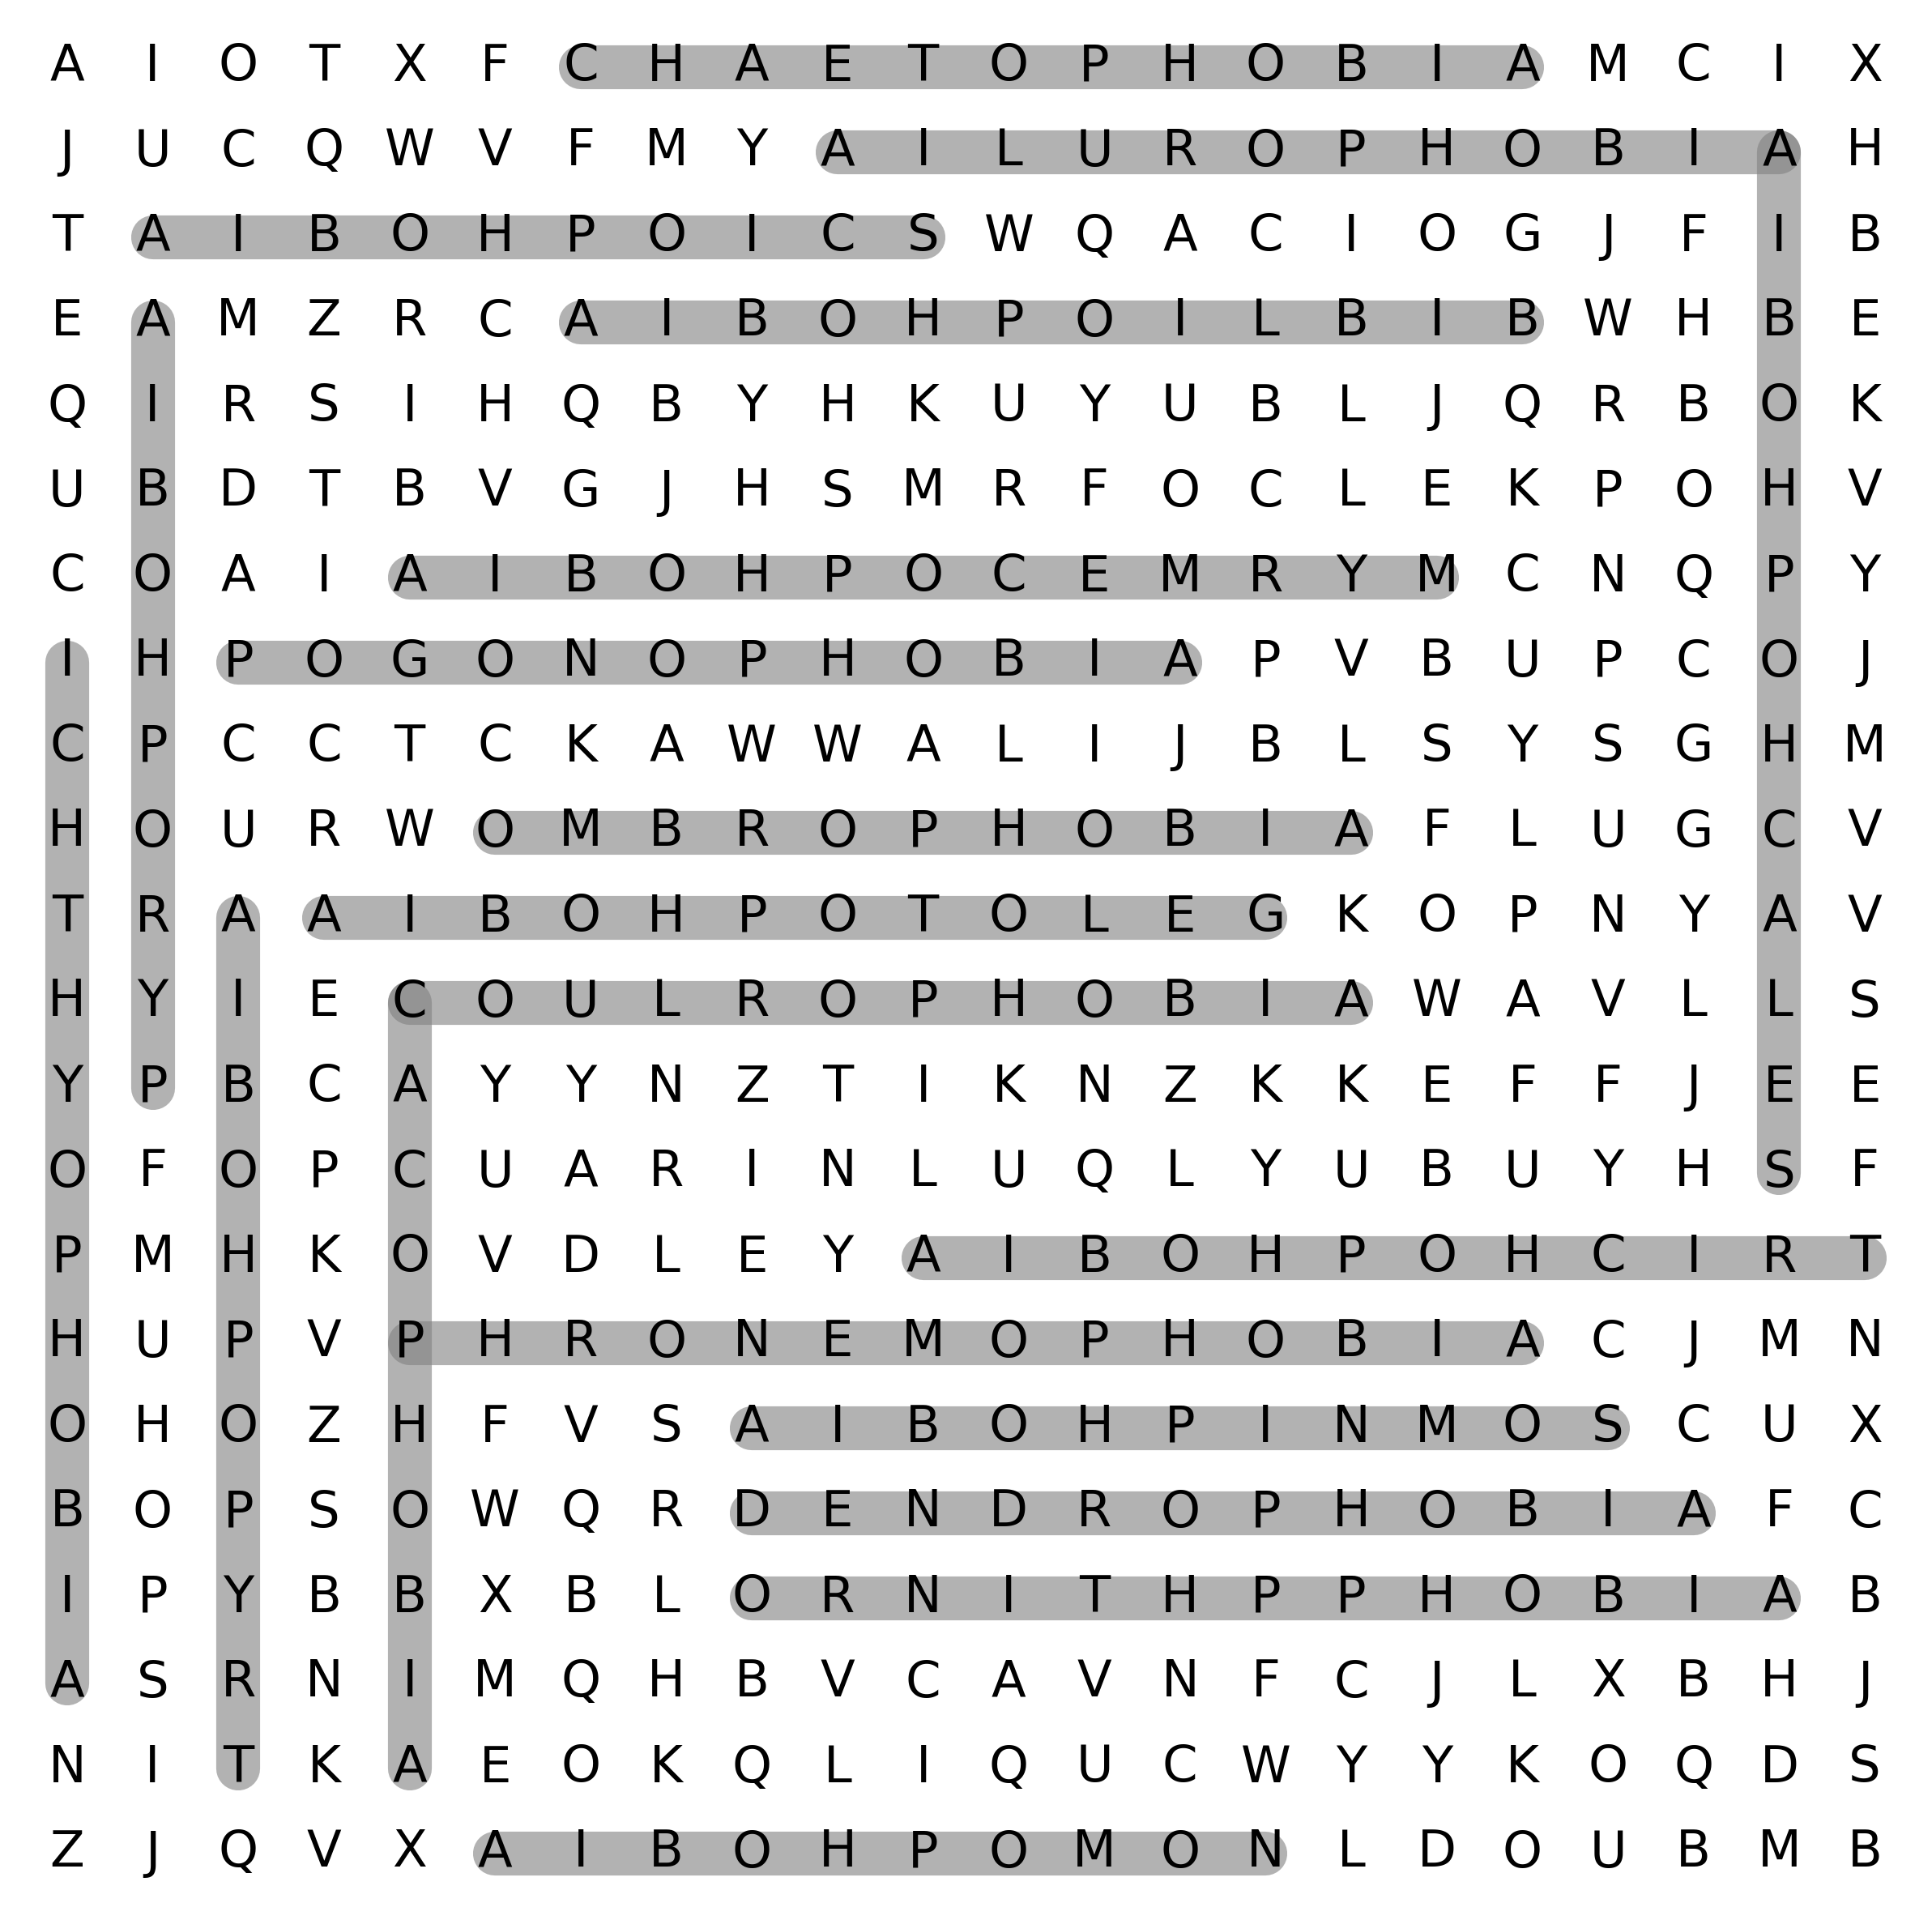 A I O T X F C H A E T O P H O B I A M C I X
J U C Q W V F M Y A I L U R O P H O B I A H
T A I B O H P O I C S W Q A C I O G J F I B
E A M Z R C A I B O H P O I L B I B W H B E
Q I R S I H Q B Y H K U Y U B L J Q R B O K
U B D T B V G J H S M R F O C L E K P O H V
C O A I A I B O H P O C E M R Y M C N Q P Y
I H P O G O N O P H O B I A P V B U P C O J
C P C C T C K A W W A L I J B L S Y S G H M
H O U R W O M B R O P H O B I A F L U G C V
T R A A I B O H P O T O L E G K O P N Y A V
H Y I E C O U L R O P H O B I A W A V L L S
Y P B C A Y Y N Z T I K N Z K K E F F J E E
O F O P C U A R I N L U Q L Y U B U Y H S F
P M H K O V D L E Y A I B O H P O H C I R T
H U P V P H R O N E M O P H O B I A C J M N
O H O Z H F V S A I B O H P I N M O S C U X
B O P S O W Q R D E N D R O P H O B I A F C
I P Y B B X B L O R N I T H P P H O B I A B
A S R N I M Q H B V C A V N F C J L X B H J
N I T K A E O K Q L I Q U C W Y Y K O Q D S
Z J Q V X A I B O H P O M O N L D O U B M B